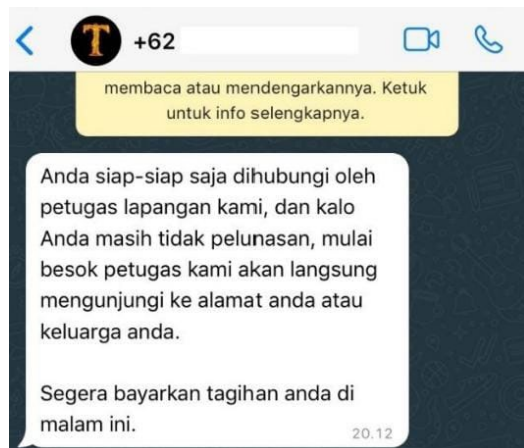 T
+62
membaca atau mendengarkannya. Ketuk
untuk info selengkapnya.
Anda siap-siap saja dihubungi oleh
petugas lapangan kami, dan kalo
Anda masih tidak pelunasan, mulai
besok petugas kami akan langsung
mengunjungi ke alamat anda atau
keluarga anda.
Segera bayarkan tagihan anda di
malam ini.
20.12